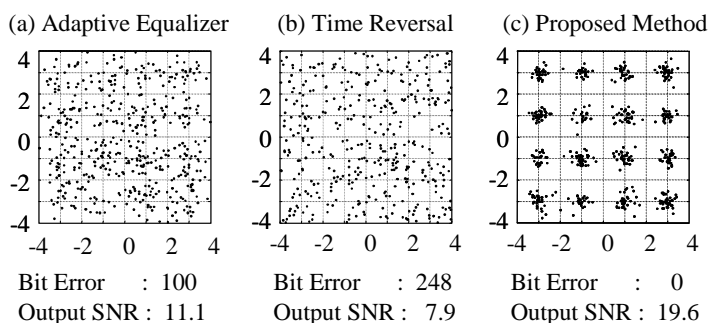 (a) Adaptive Equalizer (b) Time Reversal (c) Proposed Method
4 4 4
2 2 2
0 0 0
-2 -2 -2
-4 -4 -4
-4 -2 0 2 4 -4 -2 0 2 4 -4 -2 0 2 4
Bit Error : 100 Bit Error : 248 Bit Error : 0
Output SNR : 11.1 Output SNR : 7.9 Output SNR : 19.6